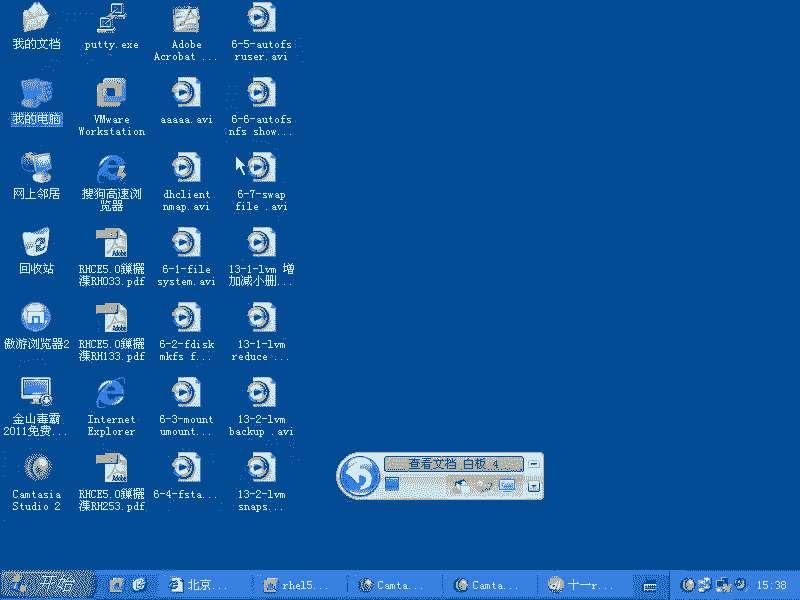 我的文档
putty.exe
Adobe
Acrobat ...
6-5-autofs
ruser.avi
我的电脑
VMware
Workstation
aaaaa.avi
6-6-autofs
nfs show...
网上邻居
搜狗高速浏
览器
dhclient
nmap.avi
6-7-swap
file .avi
回收站
RHCE5.0
RH033.pdf
6-1-file
system.avi
13-1-lvm 增
加减小删...
傲游浏览器2
RHCE5.0
RH133.pdf
6-2-fdisk
mkfs f...
13-1-lvm
reduce ...
金山毒霸
2011免费...
Internet
Explorer
6-3-mount
umount...
13-2-lvm
backup .avi
Camtasia
Studio 2
RHCE5.0
RH253.pdf
6-4-fsta...
13-2-lvm
snaps...
查看文档 白板 4
开始
北京...
rhel5...
Camta...
Camta...
十一r...
15:38